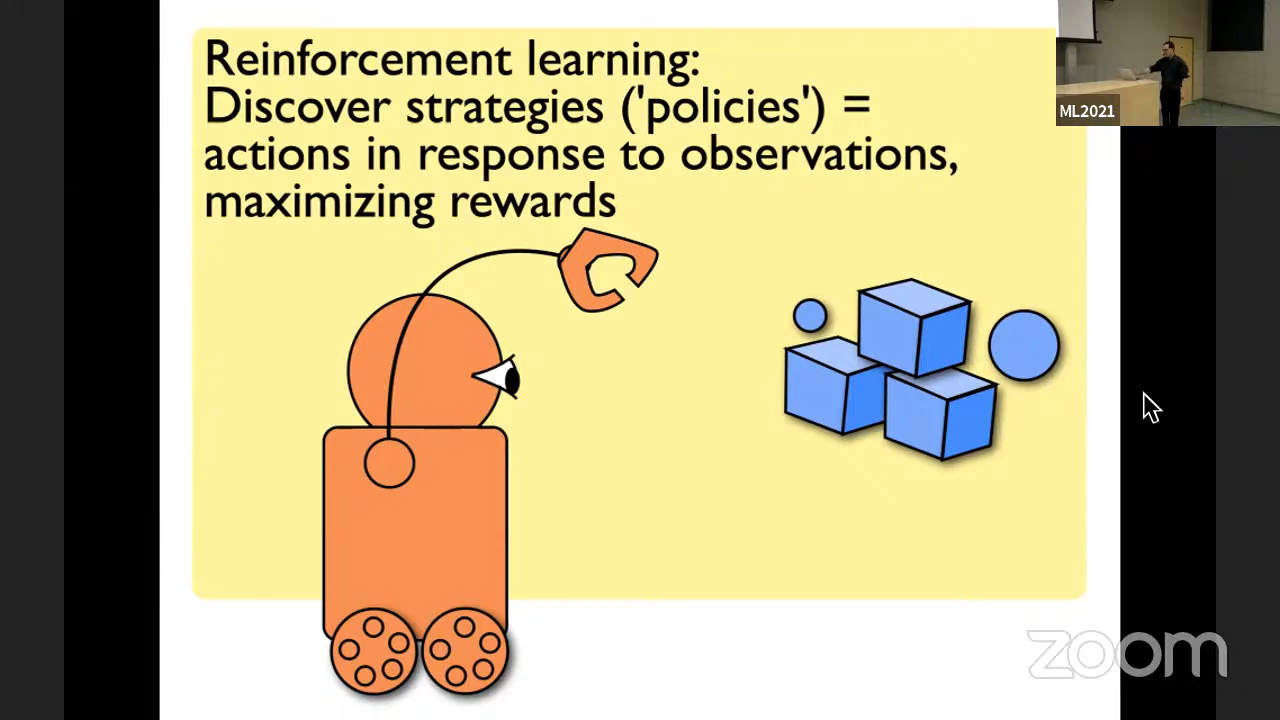 Reinforcement learning:
Discover strategies ('policies') =
actions in response to observations,
maximizing rewards
ML2021
zoom